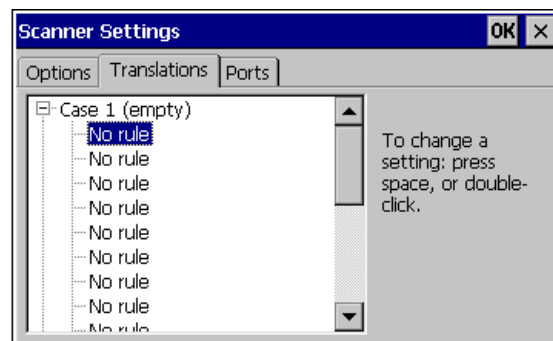 Scanner Settings OK ×
Options Translations Ports
Case 1 (empty)
No rule
No rule
No rule
No rule
No rule
No rule
No rule
No rule
No rule
To change a
setting: press
space, or double-
click.